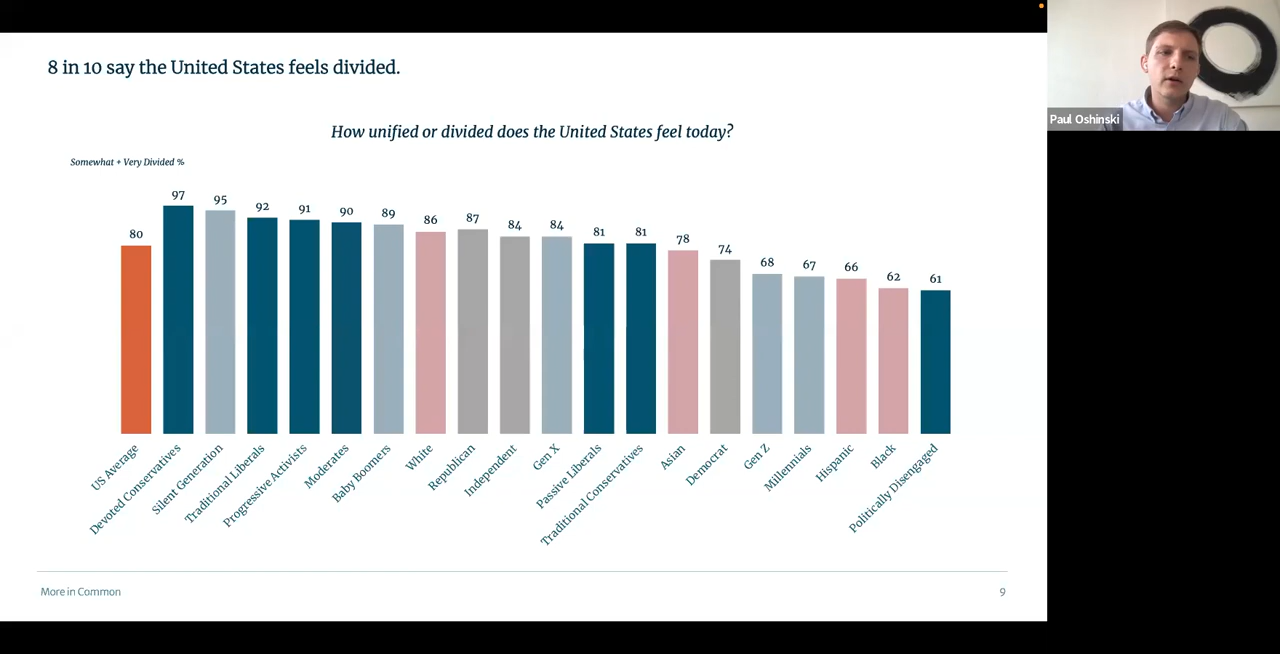 8 in 10 say the United States feels divided.
Paul Oshinski
How unified or divided does the United States feel today?
Somewhat + Very Divided %
80
97
95
92
91
90
89
86
87
84
84
81
81
78
74
68
67
66
62
61
US Average
Devoted Conservatives
Silent Generation
Traditional Liberals
Progressive Activists
Moderates
Baby Boomers
White
Republican
Independent
Gen X
Passive Liberals
Traditional Conservatives
Asian
Democrat
Gen Z
Millennials
Hispanic
Black
Politically Disengaged
More in Common
9